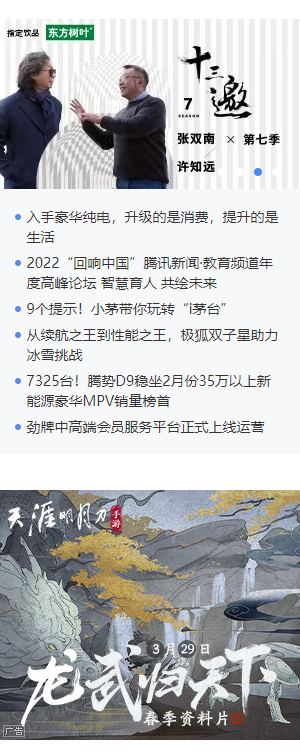 指定饮品 东方树叶
十三邀
7
SEASON
张双南 × 第七季
许知远
入手豪华纯电，升级的是消费，提升的是
生活
2022“回响中国”腾讯新闻·教育频道年
度高峰论坛 智慧育人 共绘未来
9个提示！小茅带你玩转“i茅台”
从续航之王到性能之王，极狐双子星助力
冰雪挑战
7325台！腾势D9稳坐2月份35万以上新
能源豪华MPV销量榜首
劲牌中高端会员服务平台正式上线运营
天涯明月刀
手游
3月29日
龙武归天下
春季资料片
广告